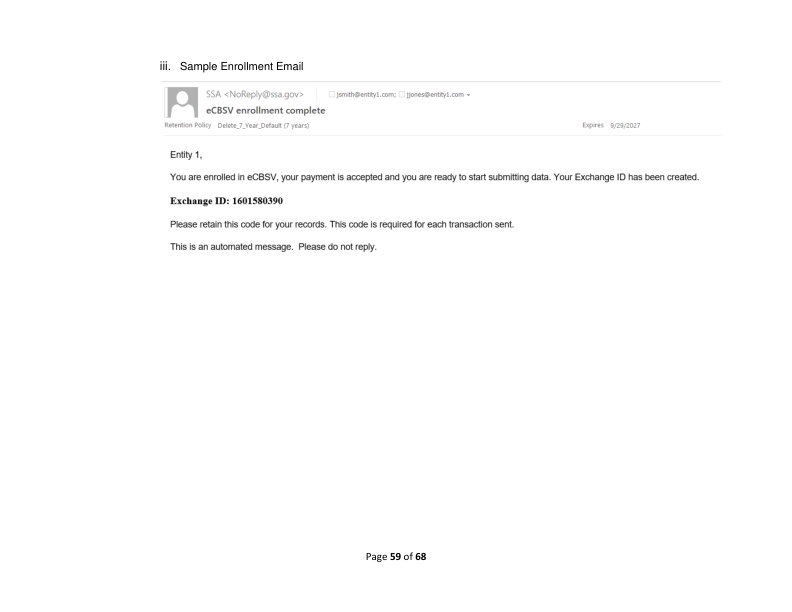 iii. Sample Enrollment Email
SSA <NoReply@ssa.gov> jsmith@entity1.com; jjones@entity1.com
eCBSV enrollment complete
Retention Policy Delete_7_Year_Default (7 years) Expires 9/29/2027
Entity 1,
You are enrolled in eCBSV, your payment is accepted and you are ready to start submitting data. Your Exchange ID has been created.
Exchange ID: 1601580390
Please retain this code for your records. This code is required for each transaction sent.
This is an automated message. Please do not reply.
Page 59 of 68